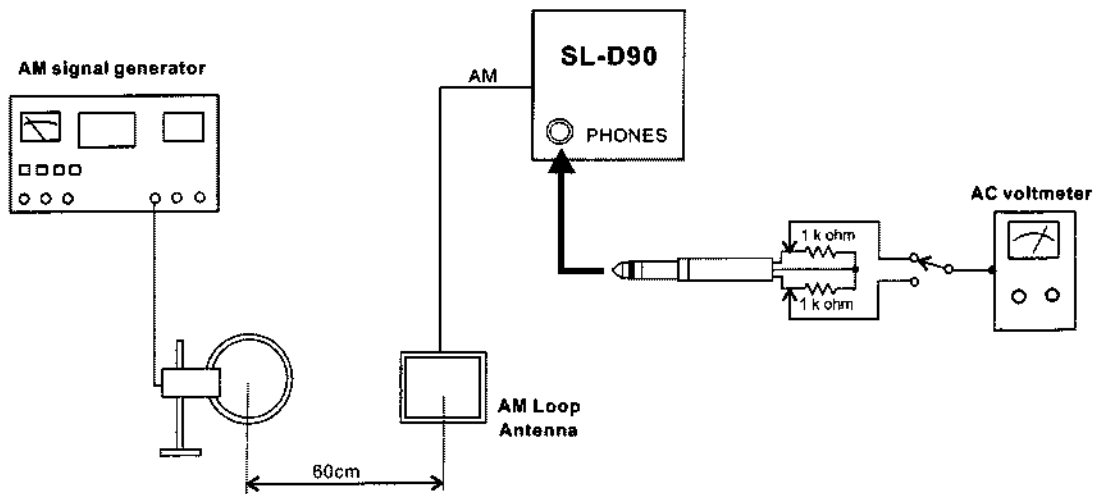 AM signal generator
SL-D90
AM
PHONES
AC voltmeter
1 k ohm
1 k ohm
AM Loop
Antenna
60cm